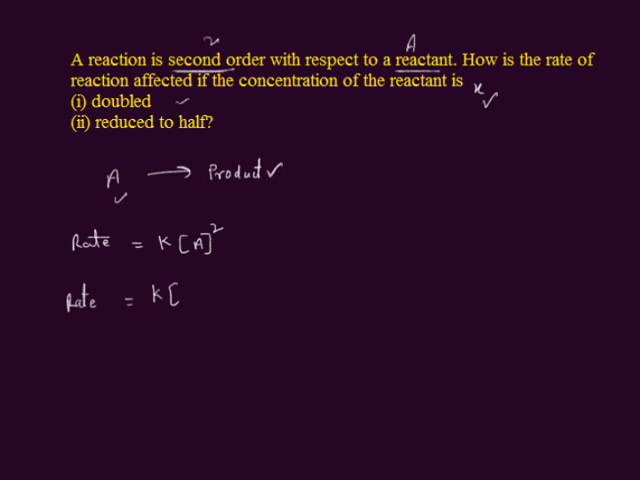 2 A
A reaction is second order with respect to a reactant. How is the rate of
reaction affected if the concentration of the reactant is x
(i) doubled
(ii) reduced to half?
A → Product
Rate = K [A]²
Rate = K [